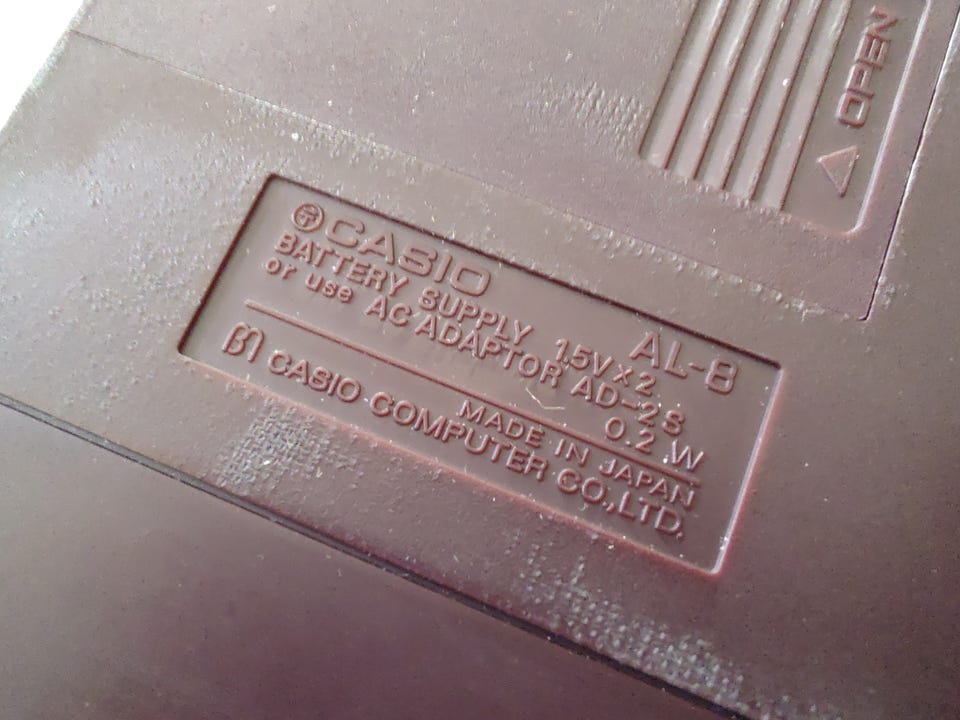 〒 CASIO AL-8
BATTERY SUPPLY 1.5V×2
or use AC ADAPTOR AD-2S
0.2 W
MADE IN JAPAN
CASIO COMPUTER CO.,LTD.
△ OPEN